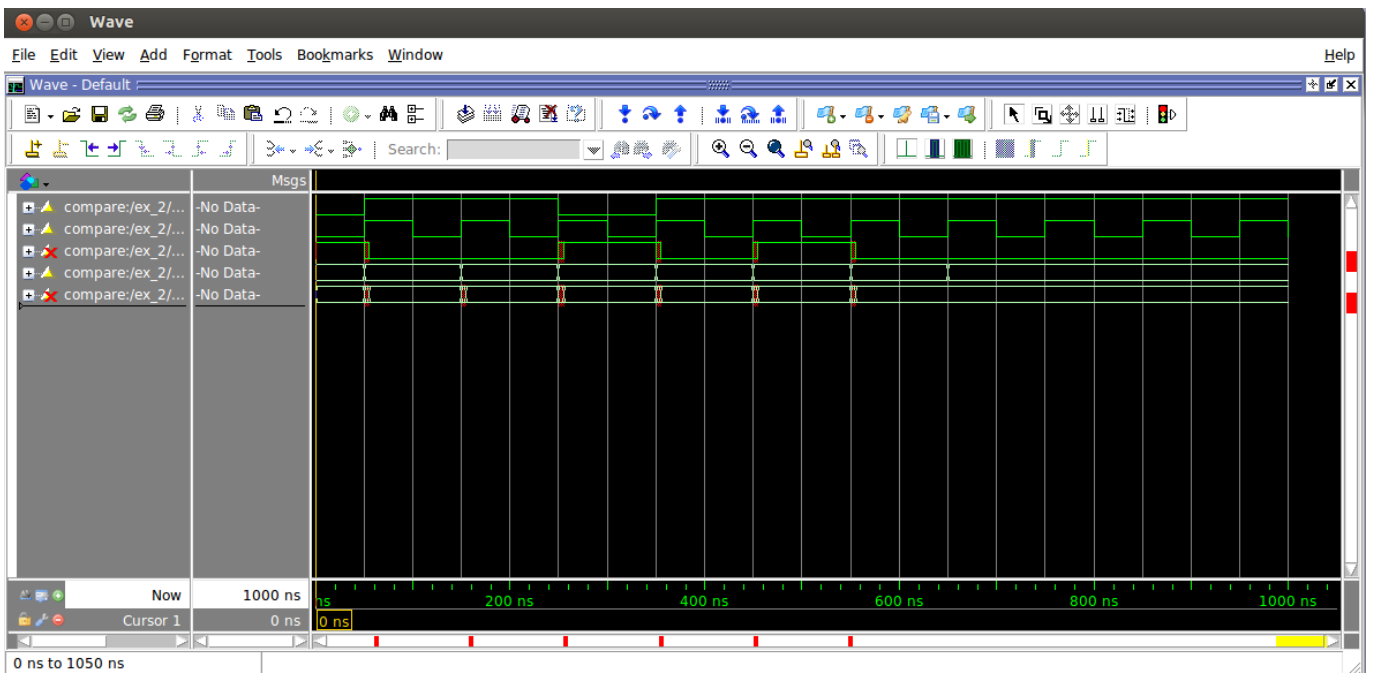 Wave
File Edit View Add Format Tools Bookmarks Window Help
Wave - Default
Search:
Msgs
compare:/ex_2/... -No Data-
compare:/ex_2/... -No Data-
compare:/ex_2/... -No Data-
compare:/ex_2/... -No Data-
compare:/ex_2/... -No Data-
Now 1000 ns ns 200 ns 400 ns 600 ns 800 ns 1000 ns
Cursor 1 0 ns 0 ns
0 ns to 1050 ns